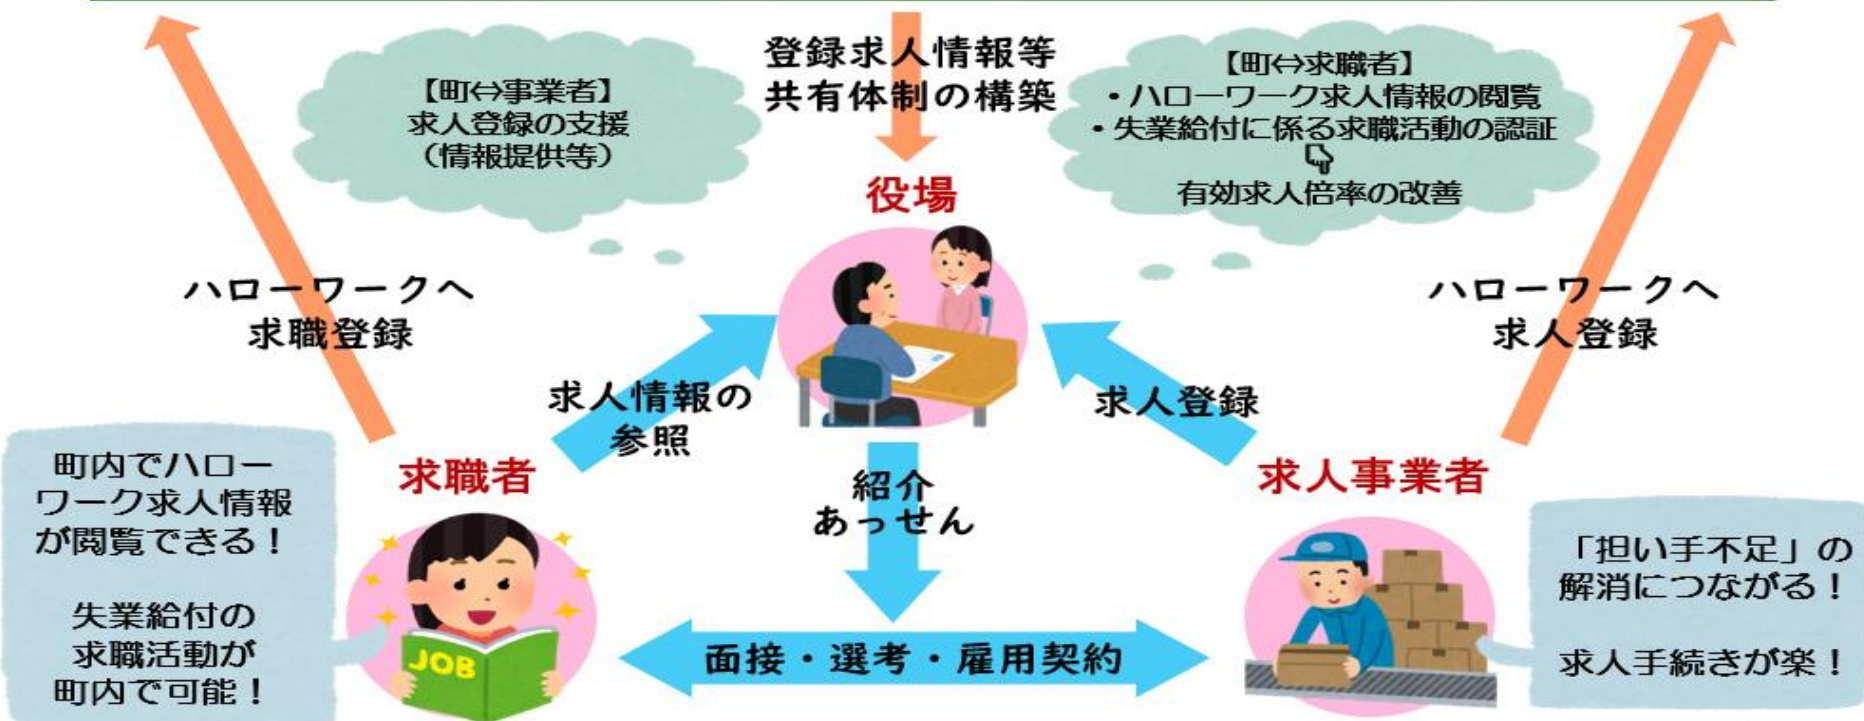 登録求人情報等
共有体制の構築
【町⇔事業者】
求人登録の支援
（情報提供等）
【町⇔求職者】
・ハローワーク求人情報の閲覧
・失業給付に係る求職活動の認証
👇
有効求人倍率の改善
役場
ハローワークへ
求職登録
ハローワークへ
求人登録
求人情報の
参照
求人登録
求職者
紹介
あっせん
求人事業者
町内でハロー
ワーク求人情報
が閲覧できる！
失業給付の
求職活動が
町内で可能！
JOB
面接・選考・雇用契約
「担い手不足」の
解消につながる！
求人手続きが楽！